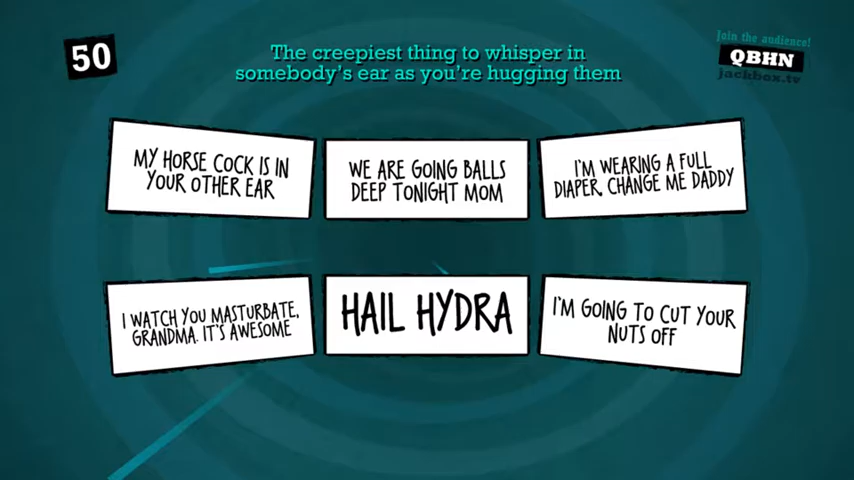 50
The creepiest thing to whisper in
somebody's ear as you're hugging them
Join the audience!
QBHN
jackbox.tv
MY HORSE COCK IS IN
YOUR OTHER EAR
WE ARE GOING BALLS
DEEP TONIGHT MOM
I'M WEARING A FULL
DIAPER, CHANGE ME DADDY
I WATCH YOU MASTURBATE,
GRANDMA. IT'S AWESOME
HAIL HYDRA
I'M GOING TO CUT YOUR
NUTS OFF